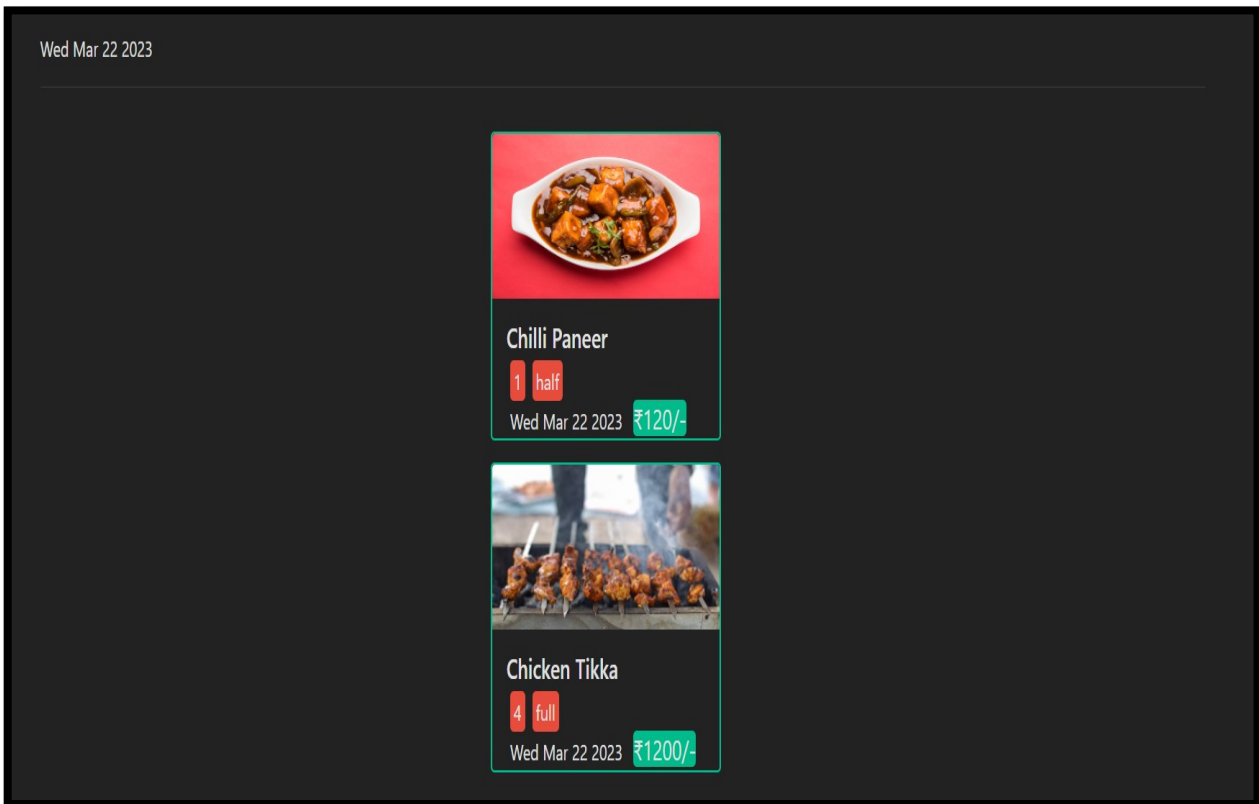 Wed Mar 22 2023
Chilli Paneer
1 half
Wed Mar 22 2023 ₹120/-
Chicken Tikka
4 full
Wed Mar 22 2023 ₹1200/-